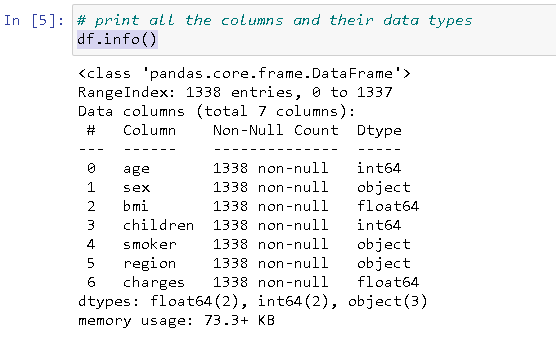 In [5]: # print all the columns and their data types
df.info()
<class 'pandas.core.frame.DataFrame'>
RangeIndex: 1338 entries, 0 to 1337
Data columns (total 7 columns):
 #   Column    Non-Null Count  Dtype
---  ------    --------------  -----
 0   age       1338 non-null   int64
 1   sex       1338 non-null   object
 2   bmi       1338 non-null   float64
 3   children  1338 non-null   int64
 4   smoker    1338 non-null   object
 5   region    1338 non-null   object
 6   charges   1338 non-null   float64
dtypes: float64(2), int64(2), object(3)
memory usage: 73.3+ KB